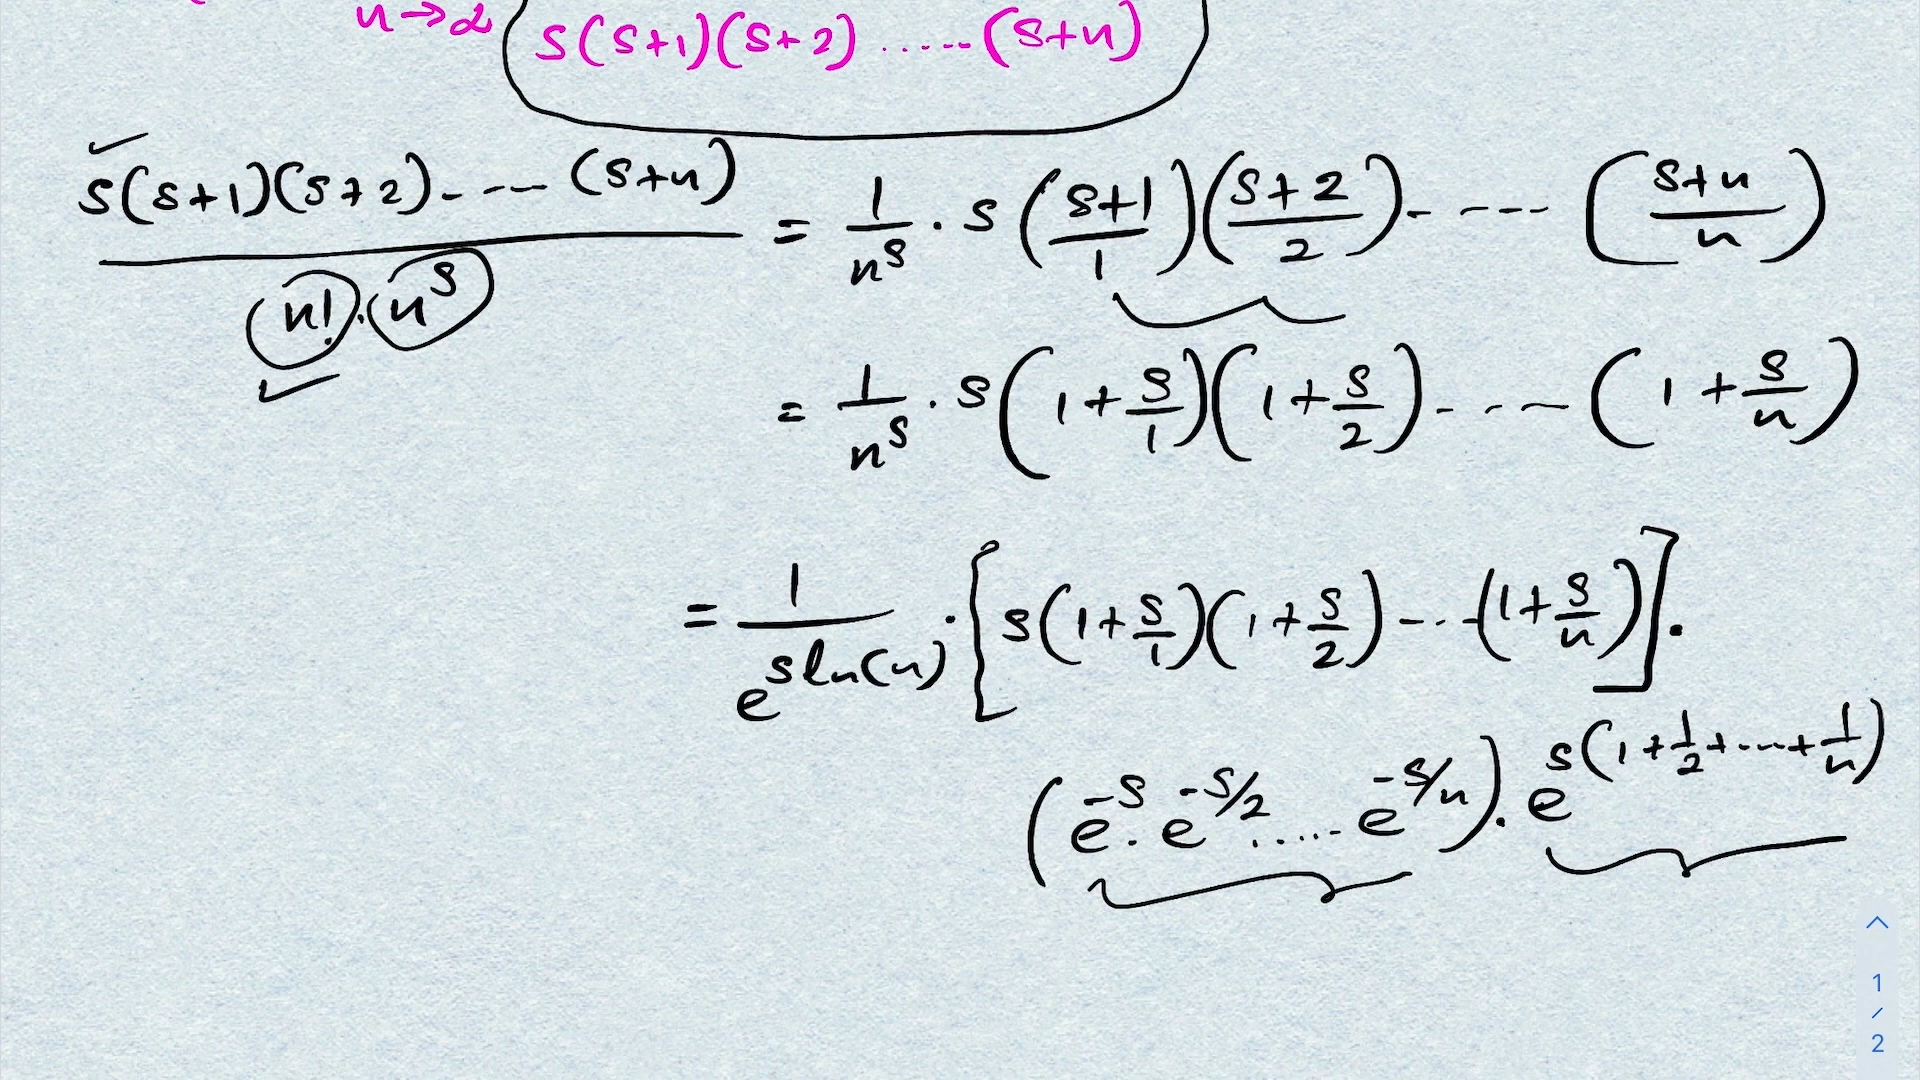 n→∞ s(s+1)(s+2) ......(s+n)
s(s+1)(s+2)- --- (s+n) / n! . n^s = 1/n^s . s ((s+1)/1)((s+2)/2)- ---- ((s+n)/n)
= 1/n^s . s (1+s/1)(1+s/2)- --- (1+s/n)
= 1/e^(s ln(n)) . [s(1+s/1)(1+s/2)--- (1+s/n)] .
(e^-s . e^-s/2 ..... e^-s/n) . e^s(1+1/2+---+1/n)
1
/
2